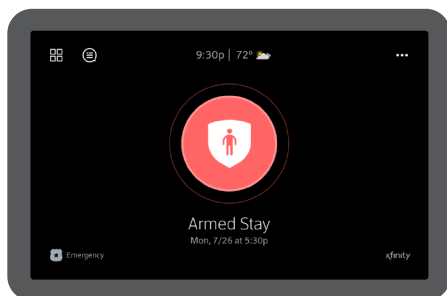 9:30p | 72°
Armed Stay
Mon, 7/26 at 5:30p
Emergency
xfinity